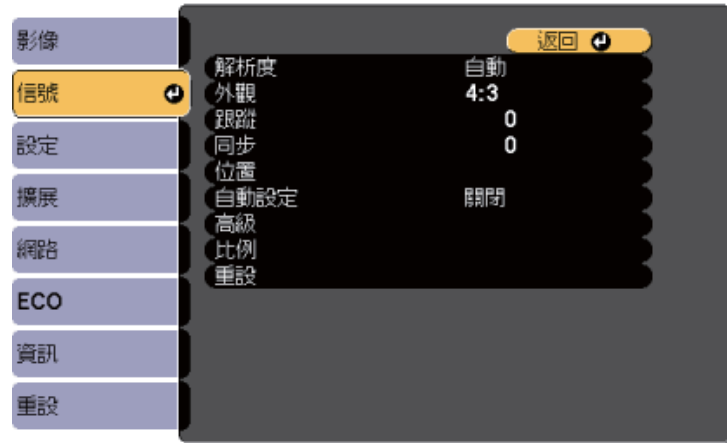 影像
信號
設定
擴展
網路
ECO
資訊
重設
返回
解析度 自動
外觀 4:3
跟蹤 0
同步 0
位置
自動設定 關閉
高級
比例
重設